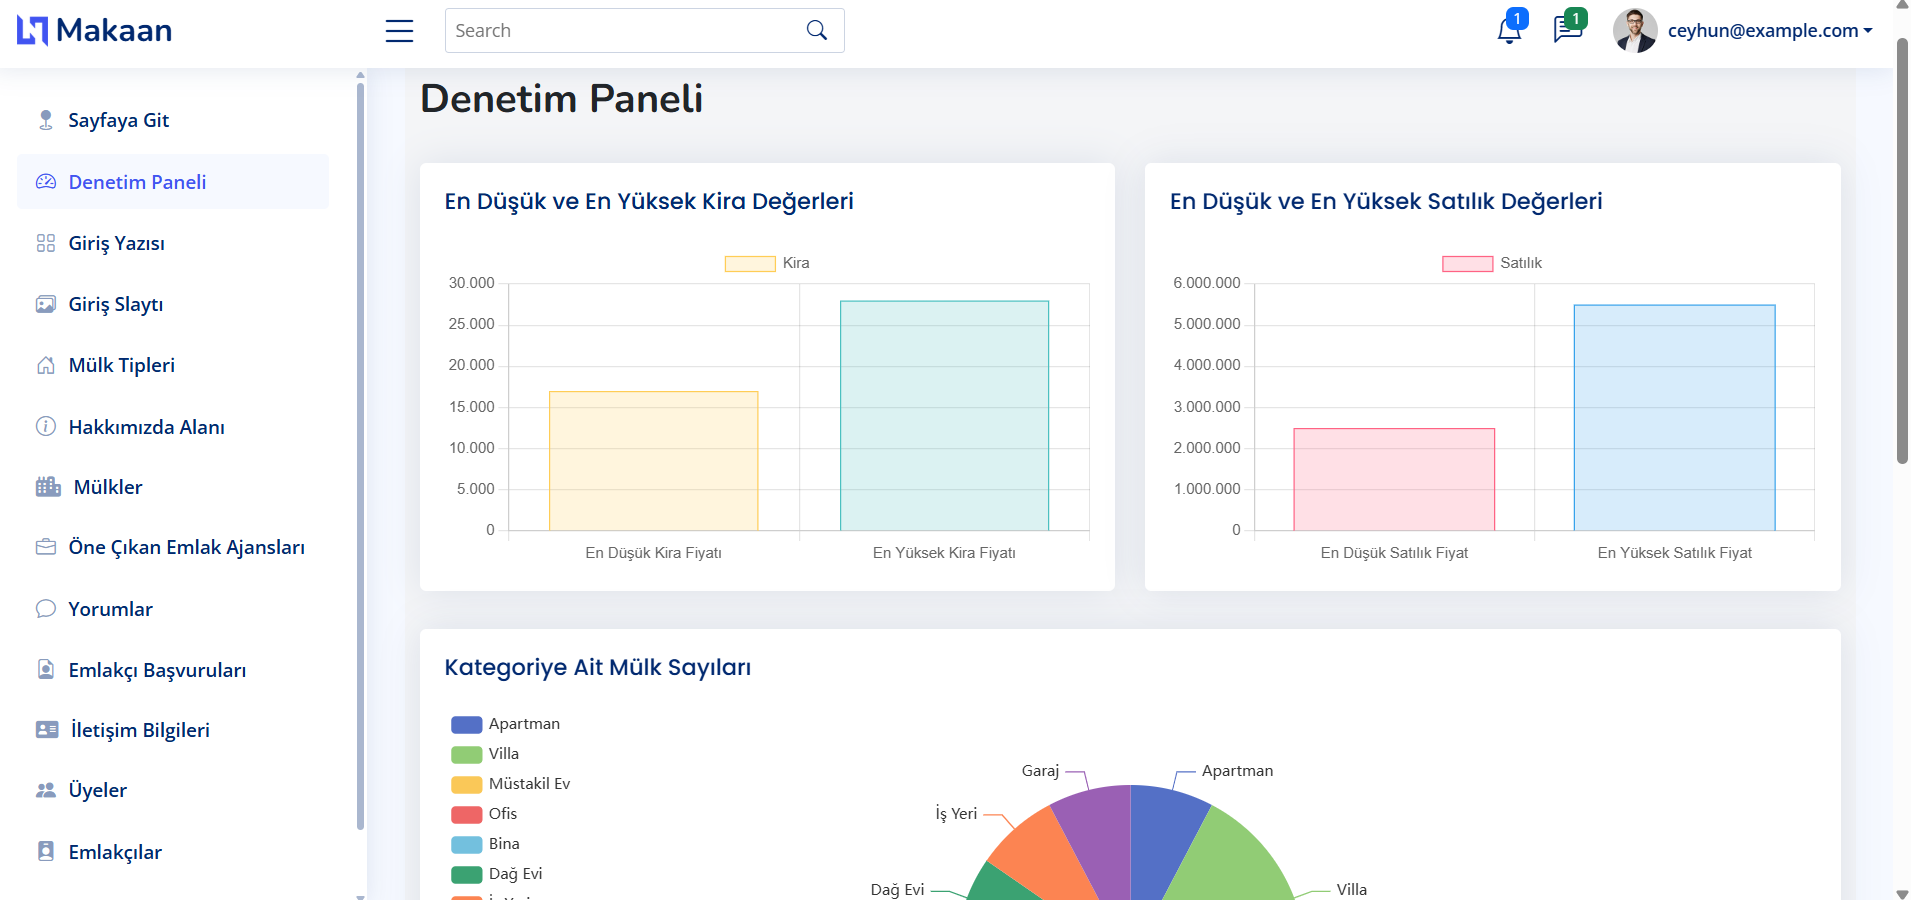 Makaan
Search
1
1
ceyhun@example.com
Sayfaya Git
Denetim Paneli
Giriş Yazısı
Giriş Slaytı
Mülk Tipleri
Hakkımızda Alanı
Mülkler
Öne Çıkan Emlak Ajansları
Yorumlar
Emlakçı Başvuruları
İletişim Bilgileri
Üyeler
Emlakçılar
Denetim Paneli
En Düşük ve En Yüksek Kira Değerleri
Kira
30.000
25.000
20.000
15.000
10.000
5.000
0
En Düşük Kira Fiyatı
En Yüksek Kira Fiyatı
En Düşük ve En Yüksek Satılık Değerleri
Satılık
6.000.000
5.000.000
4.000.000
3.000.000
2.000.000
1.000.000
0
En Düşük Satılık Fiyat
En Yüksek Satılık Fiyat
Kategoriye Ait Mülk Sayıları
Apartman
Villa
Müstakil Ev
Ofis
Bina
Dağ Evi
Garaj
Apartman
İş Yeri
Dağ Evi
Villa